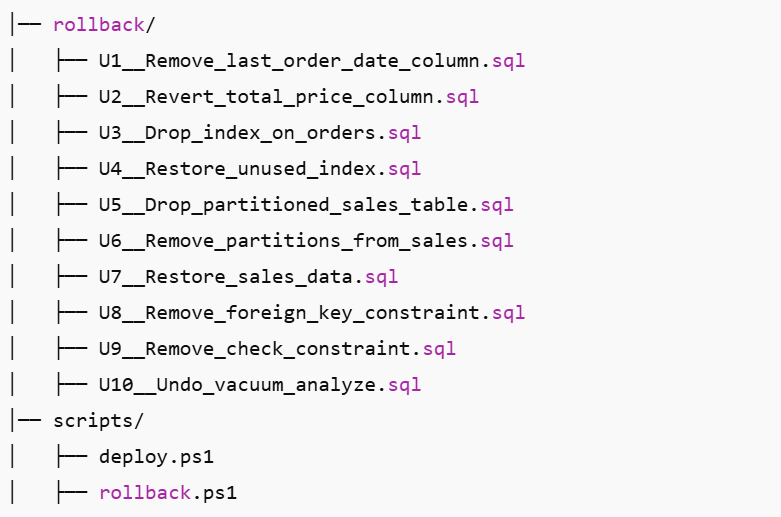 │── rollback/
│   ├── U1__Remove_last_order_date_column.sql
│   ├── U2__Revert_total_price_column.sql
│   ├── U3__Drop_index_on_orders.sql
│   ├── U4__Restore_unused_index.sql
│   ├── U5__Drop_partitioned_sales_table.sql
│   ├── U6__Remove_partitions_from_sales.sql
│   ├── U7__Restore_sales_data.sql
│   ├── U8__Remove_foreign_key_constraint.sql
│   ├── U9__Remove_check_constraint.sql
│   ├── U10__Undo_vacuum_analyze.sql
│── scripts/
│   ├── deploy.ps1
│   ├── rollback.ps1